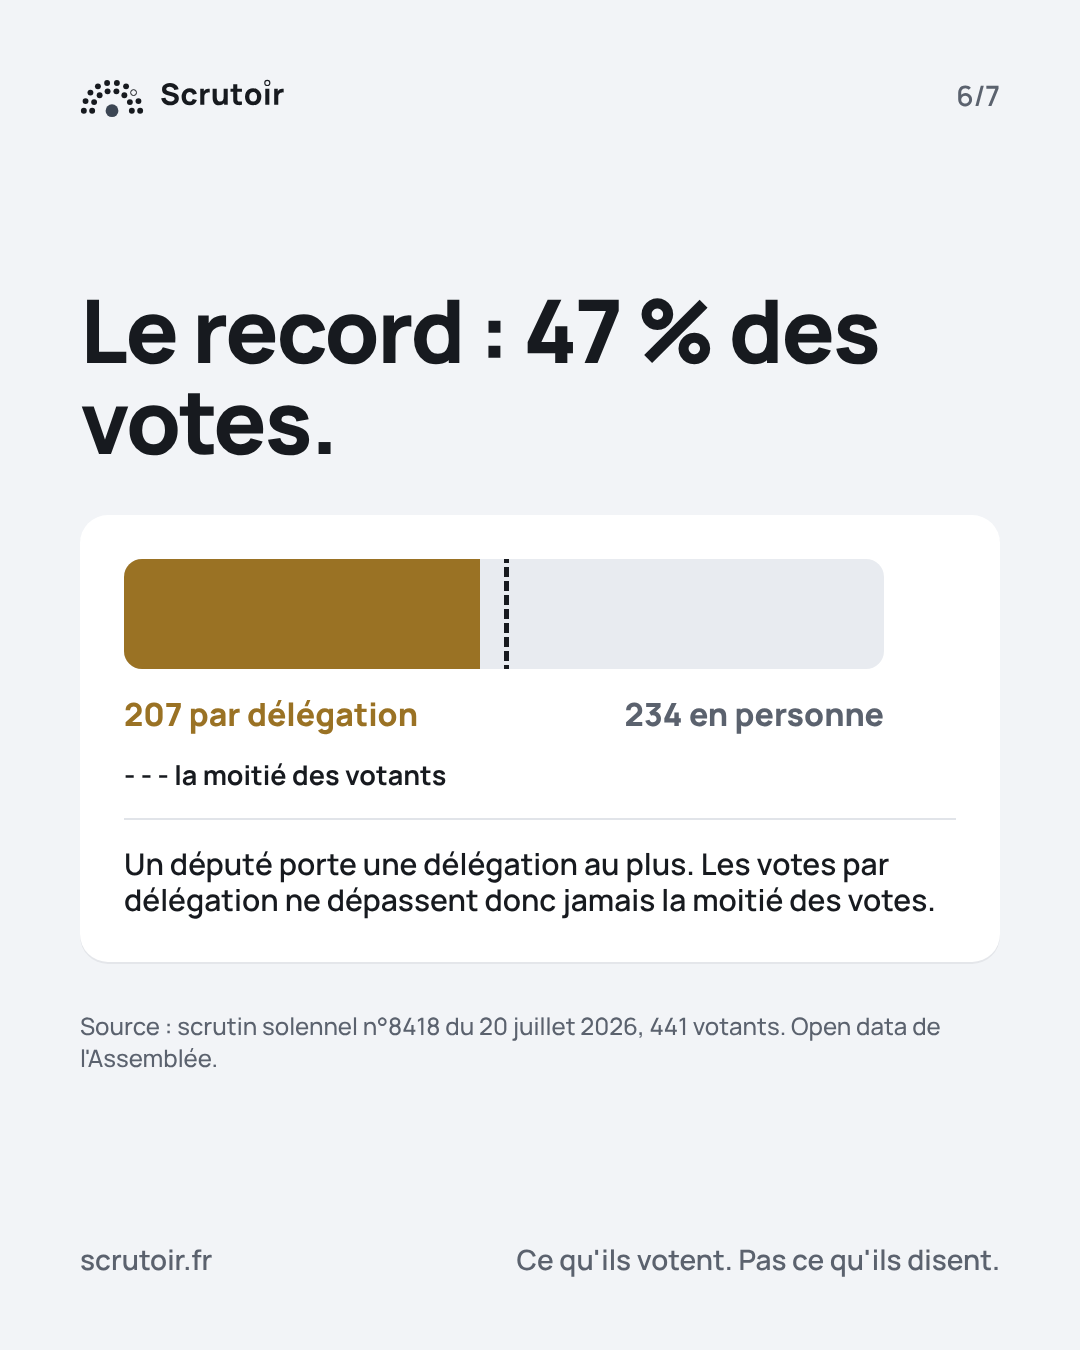 Scrutoir
6/7
Le record : 47 % des
votes.
207 par délégation
234 en personne
--- la moitié des votants
Un député porte une délégation au plus. Les votes par
délégation ne dépassent donc jamais la moitié des votes.
Source : scrutin solennel n°8418 du 20 juillet 2026, 441 votants. Open data de
l'Assemblée.
scrutoir.fr
Ce qu'ils votent. Pas ce qu'ils disent.